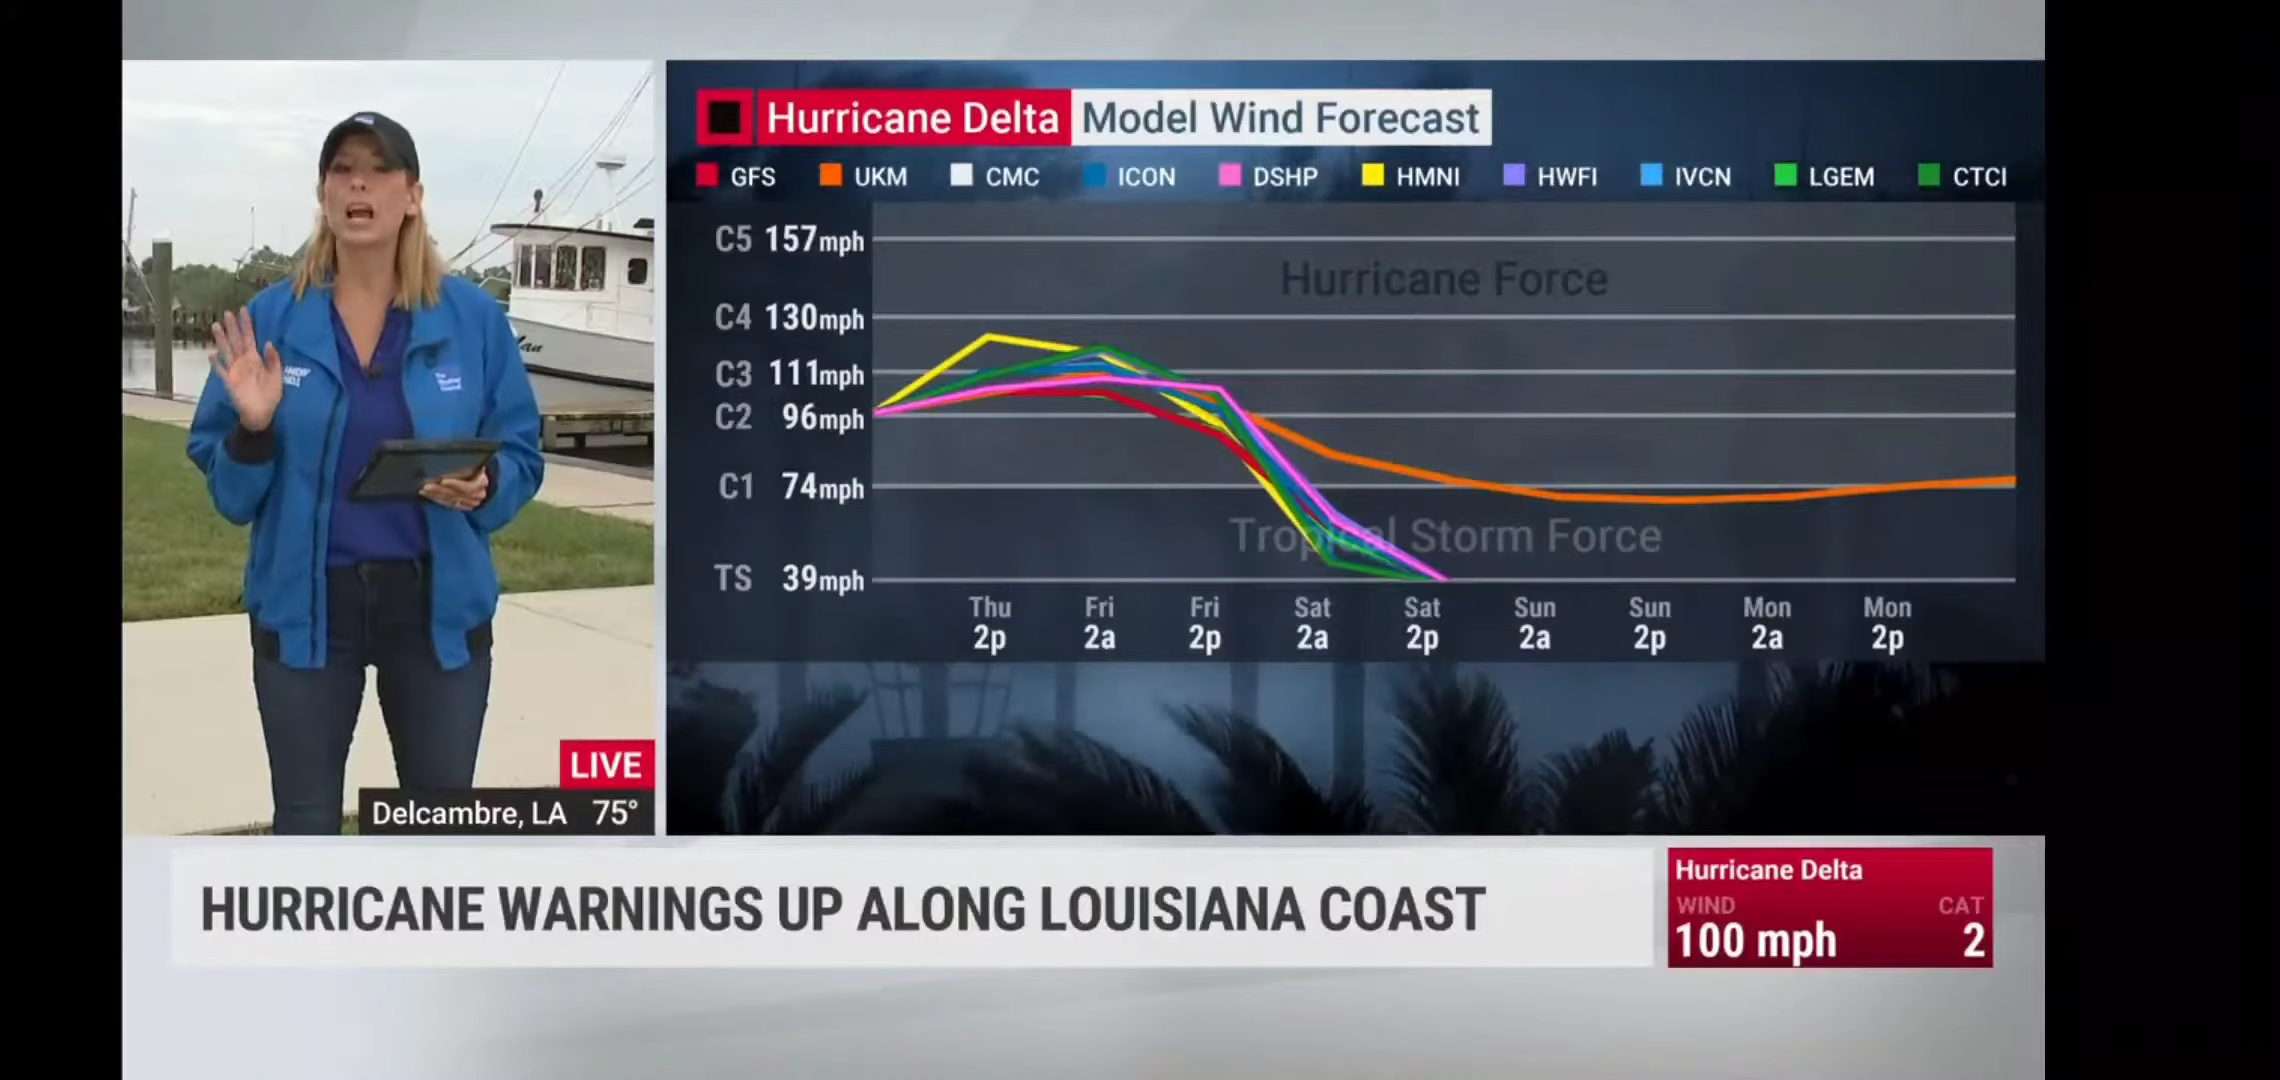 Hurricane Delta Model Wind Forecast
GFS UKM CMC ICON DSHP HMNI HWFI IVCN LGEM CTCI
C5 157mph
Hurricane Force
C4 130mph
C3 111mph
C2 96mph
C1 74mph
Tropical Storm Force
TS 39mph
Thu Fri Fri Sat Sat Sun Sun Mon Mon
2p 2a 2p 2a 2p 2a 2p 2a 2p
LIVE
Delcambre, LA 75°
HURRICANE WARNINGS UP ALONG LOUISIANA COAST
Hurricane Delta
WIND CAT
100 mph 2